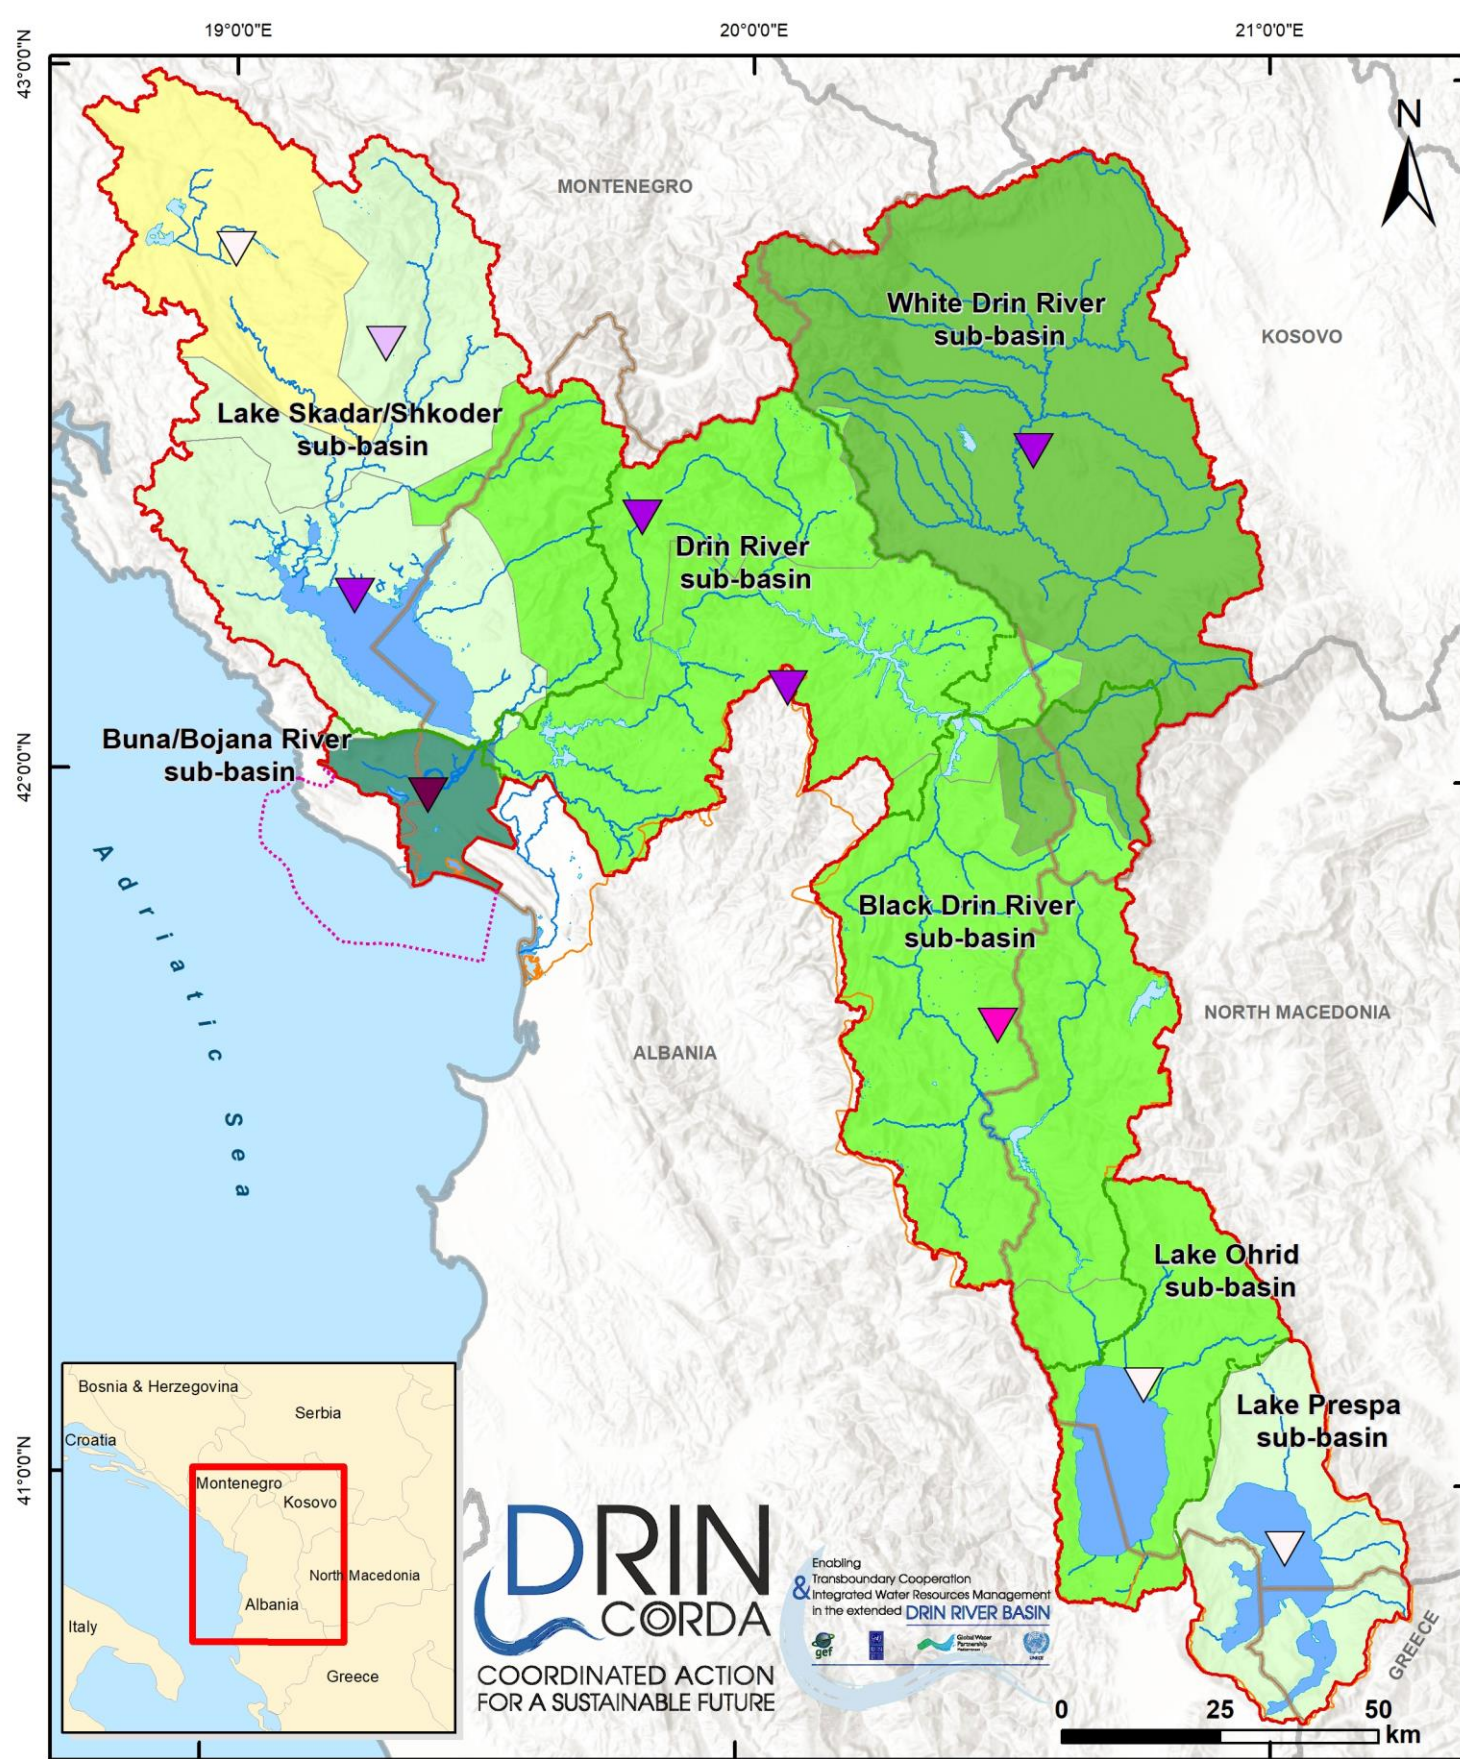 19°0'0"E
20°0'0"E
21°0'0"E
43°0'0"N
N
MONTENEGRO
White Drin River
sub-basin
KOSOVO
Lake Skadar/Shkoder
sub-basin
Drin River
sub-basin
Buna/Bojana River
sub-basin
42°0'0"N
Adriatic Sea
Black Drin River
sub-basin
NORTH MACEDONIA
ALBANIA
Lake Ohrid
sub-basin
Lake Prespa
sub-basin
41°0'0"N
GREECE
Bosnia & Herzegovina
Serbia
Croatia
Montenegro
Kosovo
North Macedonia
Albania
Italy
Greece
DRIN
CORDA
COORDINATED ACTION
FOR A SUSTAINABLE FUTURE
Enabling
Transboundary Cooperation
& Integrated Water Resources Management
in the extended DRIN RIVER BASIN
gef
Global Water
Partnership
0 25 50
km